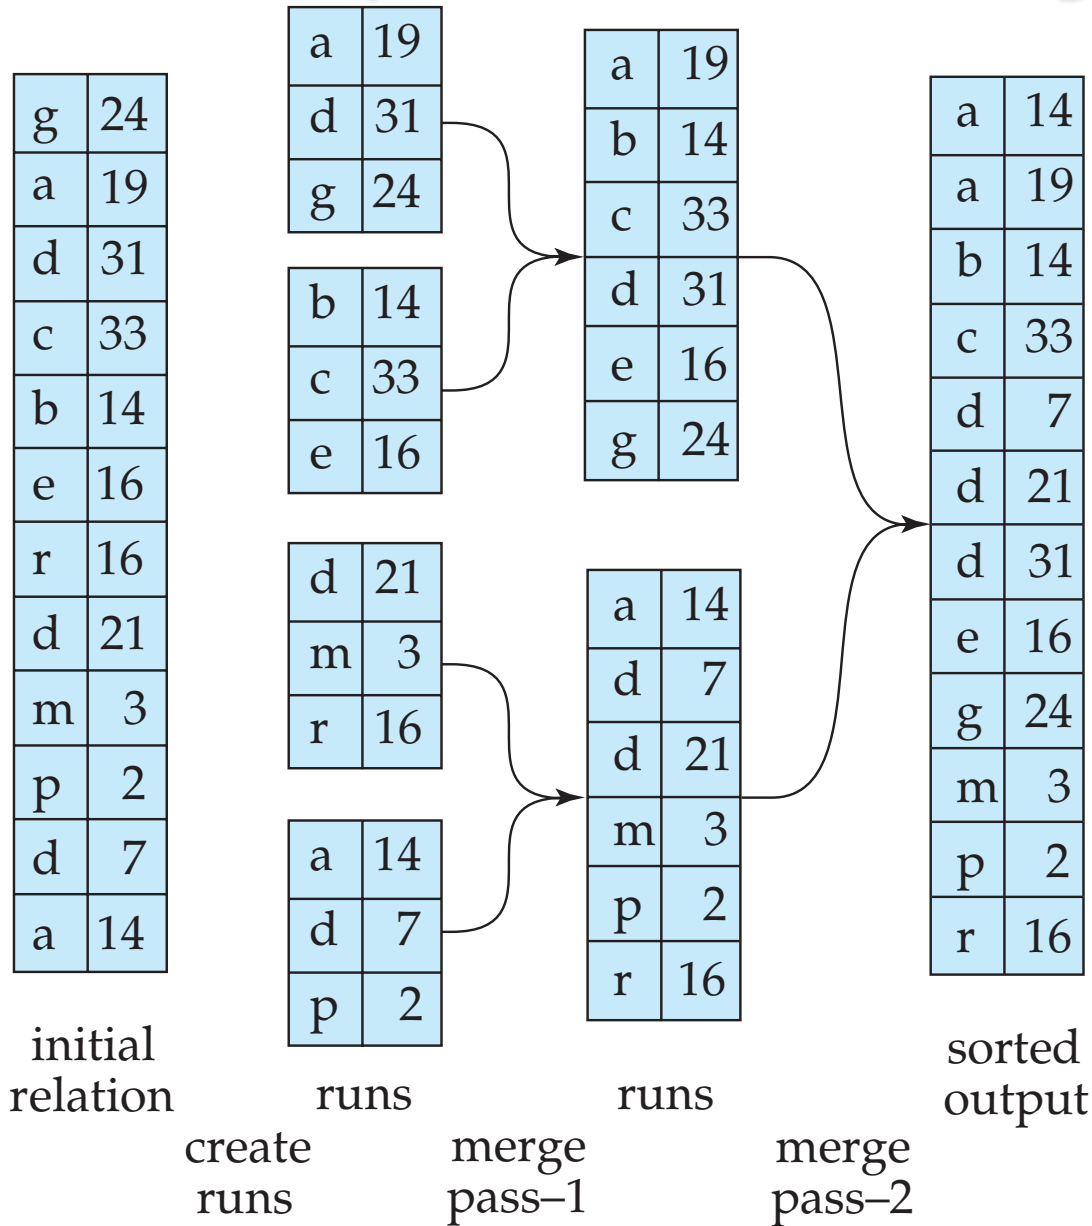 g 24
a 19
d 31
c 33
b 14
e 16
r 16
d 21
m 3
p 2
d 7
a 14
initial
relation
a 19
d 31
g 24
b 14
c 33
e 16
d 21
m 3
r 16
a 14
d 7
p 2
runs
create
runs
a 19
b 14
c 33
d 31
e 16
g 24
a 14
d 7
d 21
m 3
p 2
r 16
runs
merge
pass–1
a 14
a 19
b 14
c 33
d 7
d 21
d 31
e 16
g 24
m 3
p 2
r 16
sorted
output
merge
pass–2